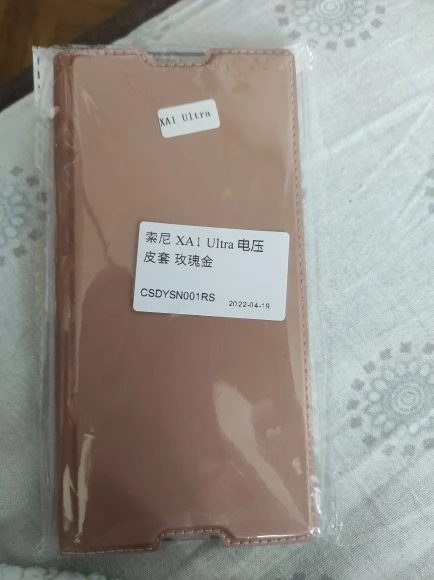 XA1 Ultra
索尼 XA1 Ultra 电压
皮套 玫瑰金
CSDYSN001RS
2022-04-19